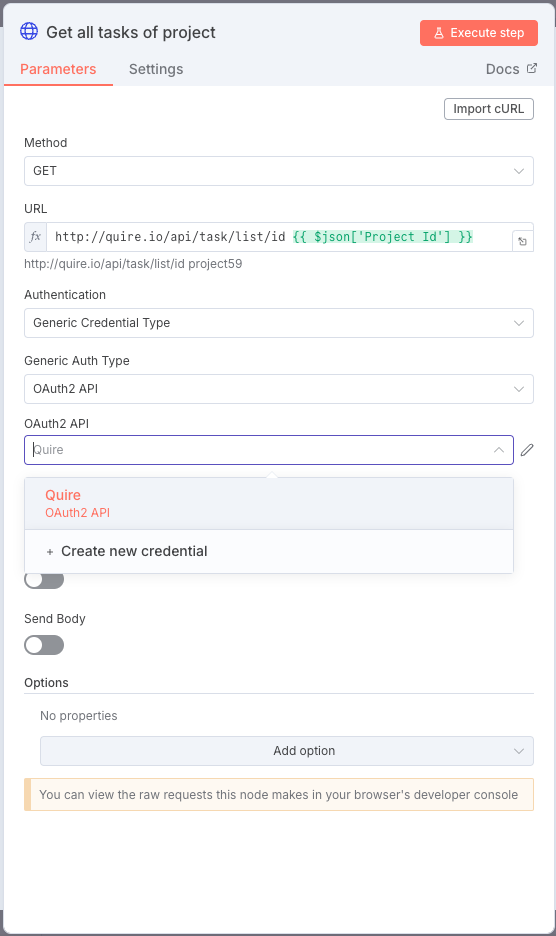 Get all tasks of project
Execute step
Parameters
Settings
Docs
Import cURL
Method
GET
URL
fx
http://quire.io/api/task/list/id {{ $json['Project Id'] }}
http://quire.io/api/task/list/id project59
Authentication
Generic Credential Type
Generic Auth Type
OAuth2 API
OAuth2 API
Quire
Quire
OAuth2 API
+ Create new credential
Send Body
Options
No properties
Add option
You can view the raw requests this node makes in your browser's developer console